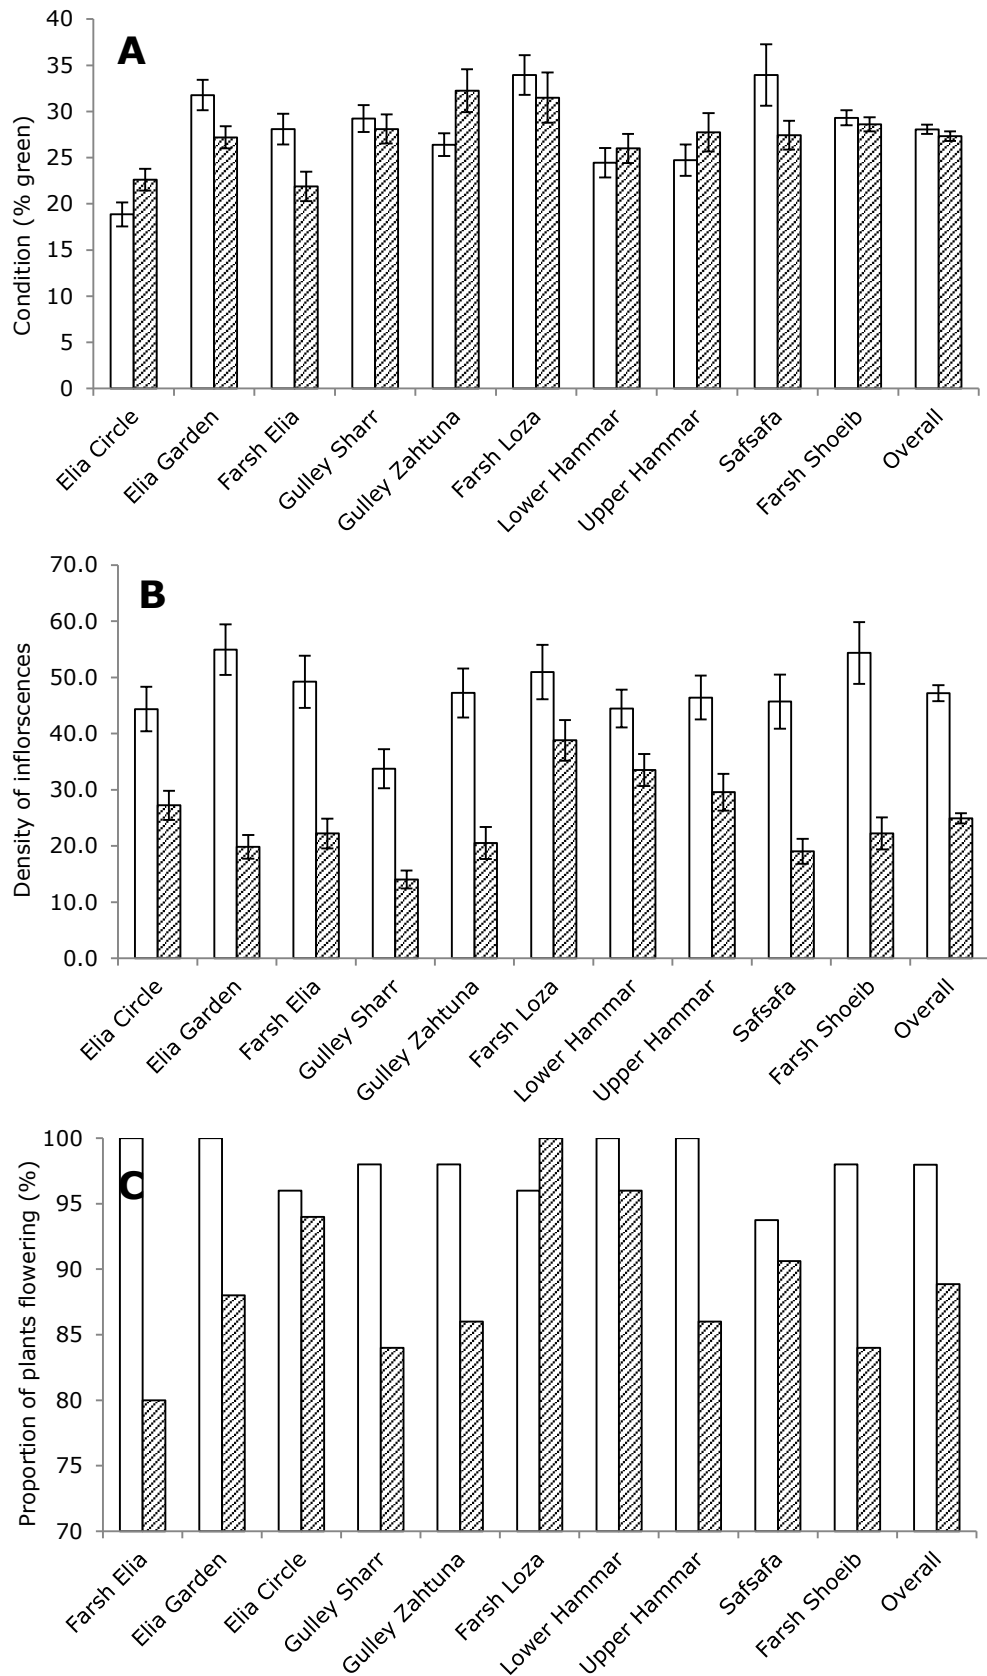 A
Condition (% green)
40
35
30
25
20
15
10
5
0
Elia Circle
Elia Garden
Farsh Elia
Gulley Sharr
Gulley Zahtuna
Farsh Loza
Lower Hammar
Upper Hammar
Safsafa
Farsh Shoeib
Overall
B
Density of inflorscences
70.0
60.0
50.0
40.0
30.0
20.0
10.0
0.0
Elia Circle
Elia Garden
Farsh Elia
Gulley Sharr
Gulley Zahtuna
Farsh Loza
Lower Hammar
Upper Hammar
Safsafa
Farsh Shoeib
Overall
C
Proportion of plants flowering (%)
100
95
90
85
80
75
70
Farsh Elia
Elia Garden
Elia Circle
Gulley Sharr
Gulley Zahtuna
Farsh Loza
Lower Hammar
Upper Hammar
Safsafa
Farsh Shoeib
Overall